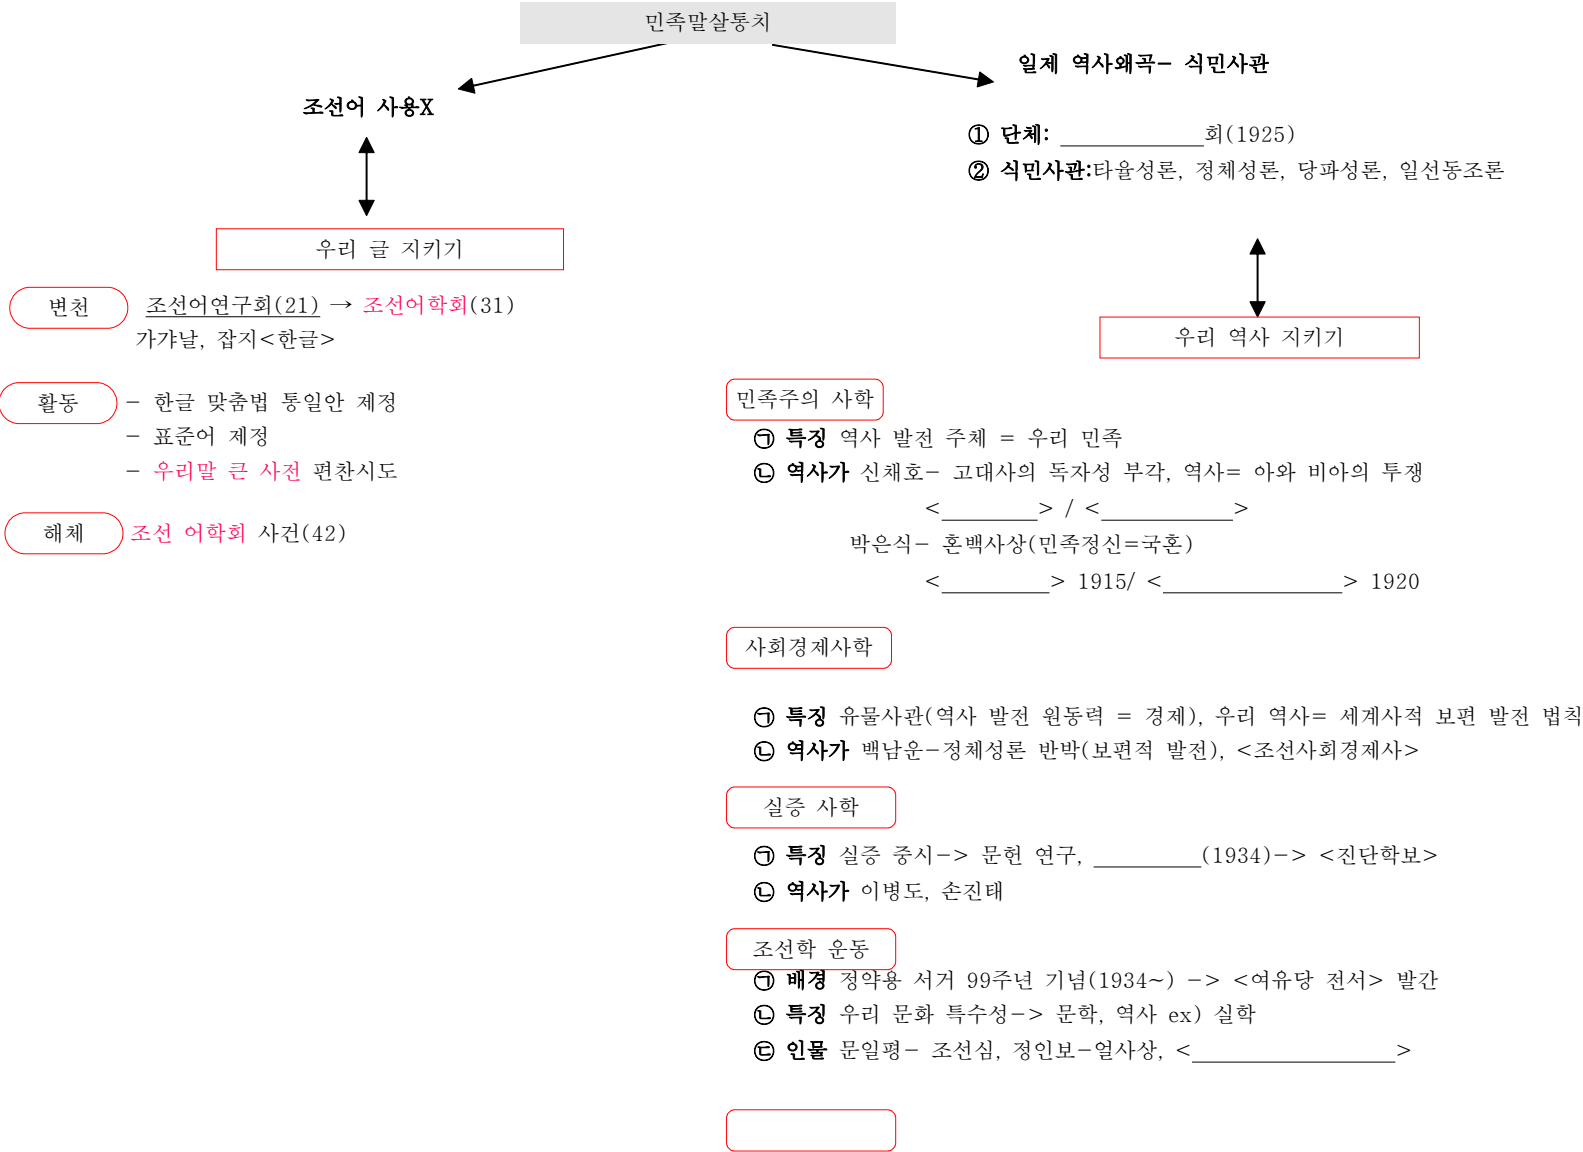 민족말살통치
조선어 사용X
우리 글 지키기
변천 조선어연구회(21) → 조선어학회(31)
가갸날, 잡지<한글>
활동 - 한글 맞춤법 통일안 제정
- 표준어 제정
- 우리말 큰 사전 편찬시도
해체 조선 어학회 사건(42)
일제 역사왜곡- 식민사관
① 단체: ____________회(1925)
② 식민사관:타율성론, 정체성론, 당파성론, 일선동조론
우리 역사 지키기
민족주의 사학
㉠ 특징 역사 발전 주체 = 우리 민족
㉡ 역사가 신채호- 고대사의 독자성 부각, 역사= 아와 비아의 투쟁
<________> / <___________>
박은식- 혼백사상(민족정신=국혼)
<_________> 1915/ <_______________> 1920
사회경제사학
㉠ 특징 유물사관(역사 발전 원동력 = 경제), 우리 역사= 세계사적 보편 발전 법칙
㉡ 역사가 백남운-정체성론 반박(보편적 발전), <조선사회경제사>
실증 사학
㉠ 특징 실증 중시-> 문헌 연구, _________(1934)-> <진단학보>
㉡ 역사가 이병도, 손진태
조선학 운동
㉠ 배경 정약용 서거 99주년 기념(1934~) -> <여유당 전서> 발간
㉡ 특징 우리 문화 특수성-> 문학, 역사 ex) 실학
㉢ 인물 문일평- 조선심, 정인보-얼사상, <_________________>